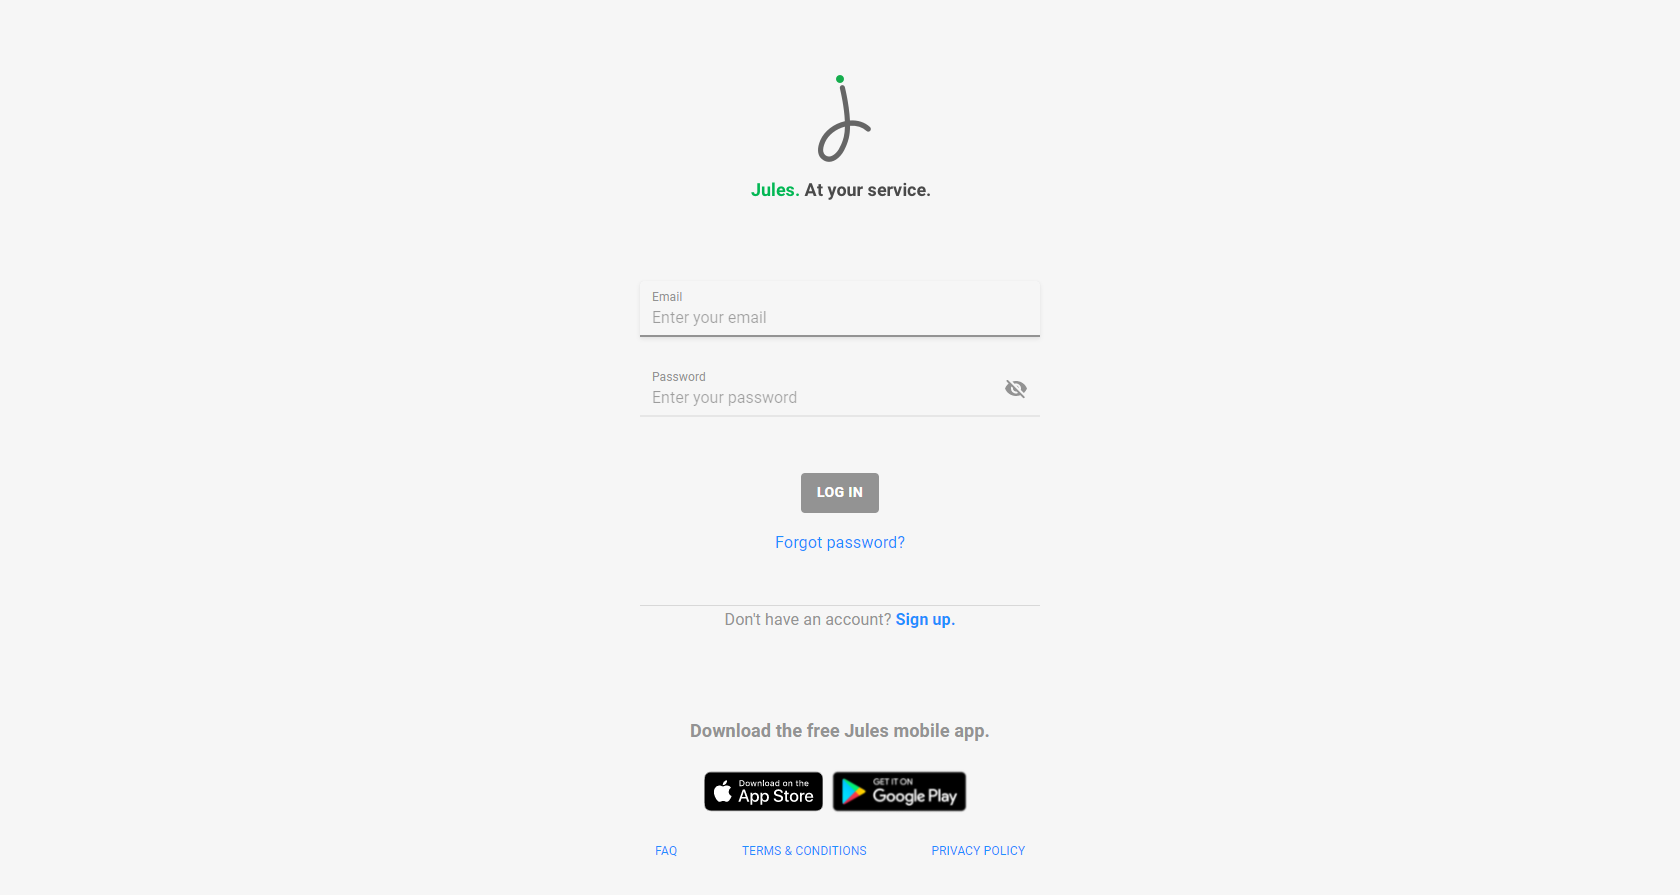 Jules. At your service.
Email
Enter your email
Password
Enter your password
LOG IN
Forgot password?
Don't have an account? Sign up.
Download the free Jules mobile app.
Download on the
App Store
GET IT ON
Google Play
FAQ
TERMS & CONDITIONS
PRIVACY POLICY